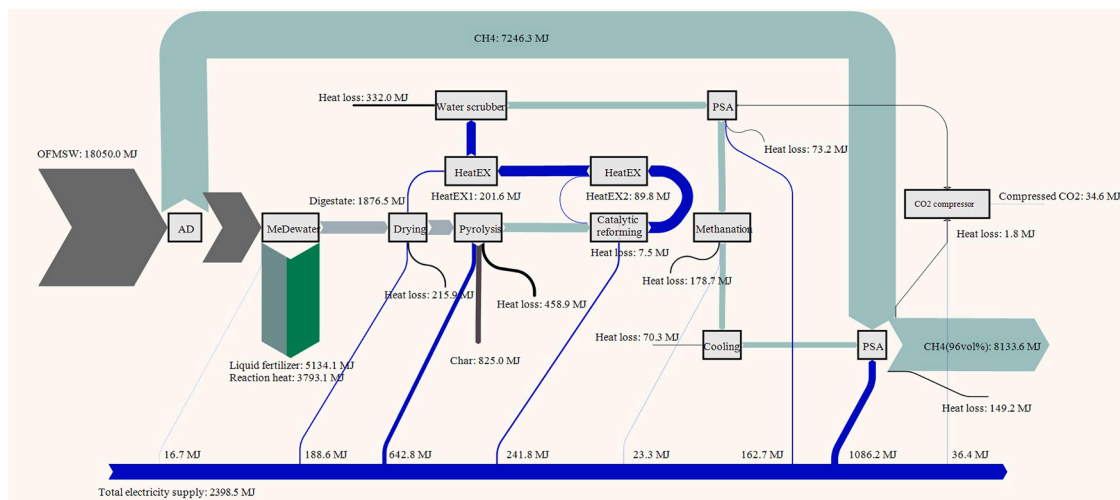 CH4: 7246.3 MJ
Heat loss: 332.0 MJ
Water scrubber
PSA
OFMSW: 18050.0 MJ
Heat loss: 73.2 MJ
HeatEX
HeatEX
HeatEX1: 201.6 MJ
HeatEX2: 89.8 MJ
Digestate: 1876.5 MJ
Compressed CO2: 34.6 MJ
CO2 compressor
AD
MeDewater
Drying
Pyrolysis
Catalytic
reforming
Methanation
Heat loss: 1.8 MJ
Heat loss: 7.5 MJ
Heat loss: 178.7 MJ
Heat loss: 215.9 MJ
Heat loss: 458.9 MJ
Heat loss: 70.3 MJ
Cooling
PSA
CH4(96vol%): 8133.6 MJ
Liquid fertilizer: 5134.1 MJ
Reaction heat: 3793.1 MJ
Char: 825.0 MJ
Heat loss: 149.2 MJ
16.7 MJ
188.6 MJ
642.8 MJ
241.8 MJ
23.3 MJ
162.7 MJ
1086.2 MJ
36.4 MJ
Total electricity supply: 2398.5 MJ